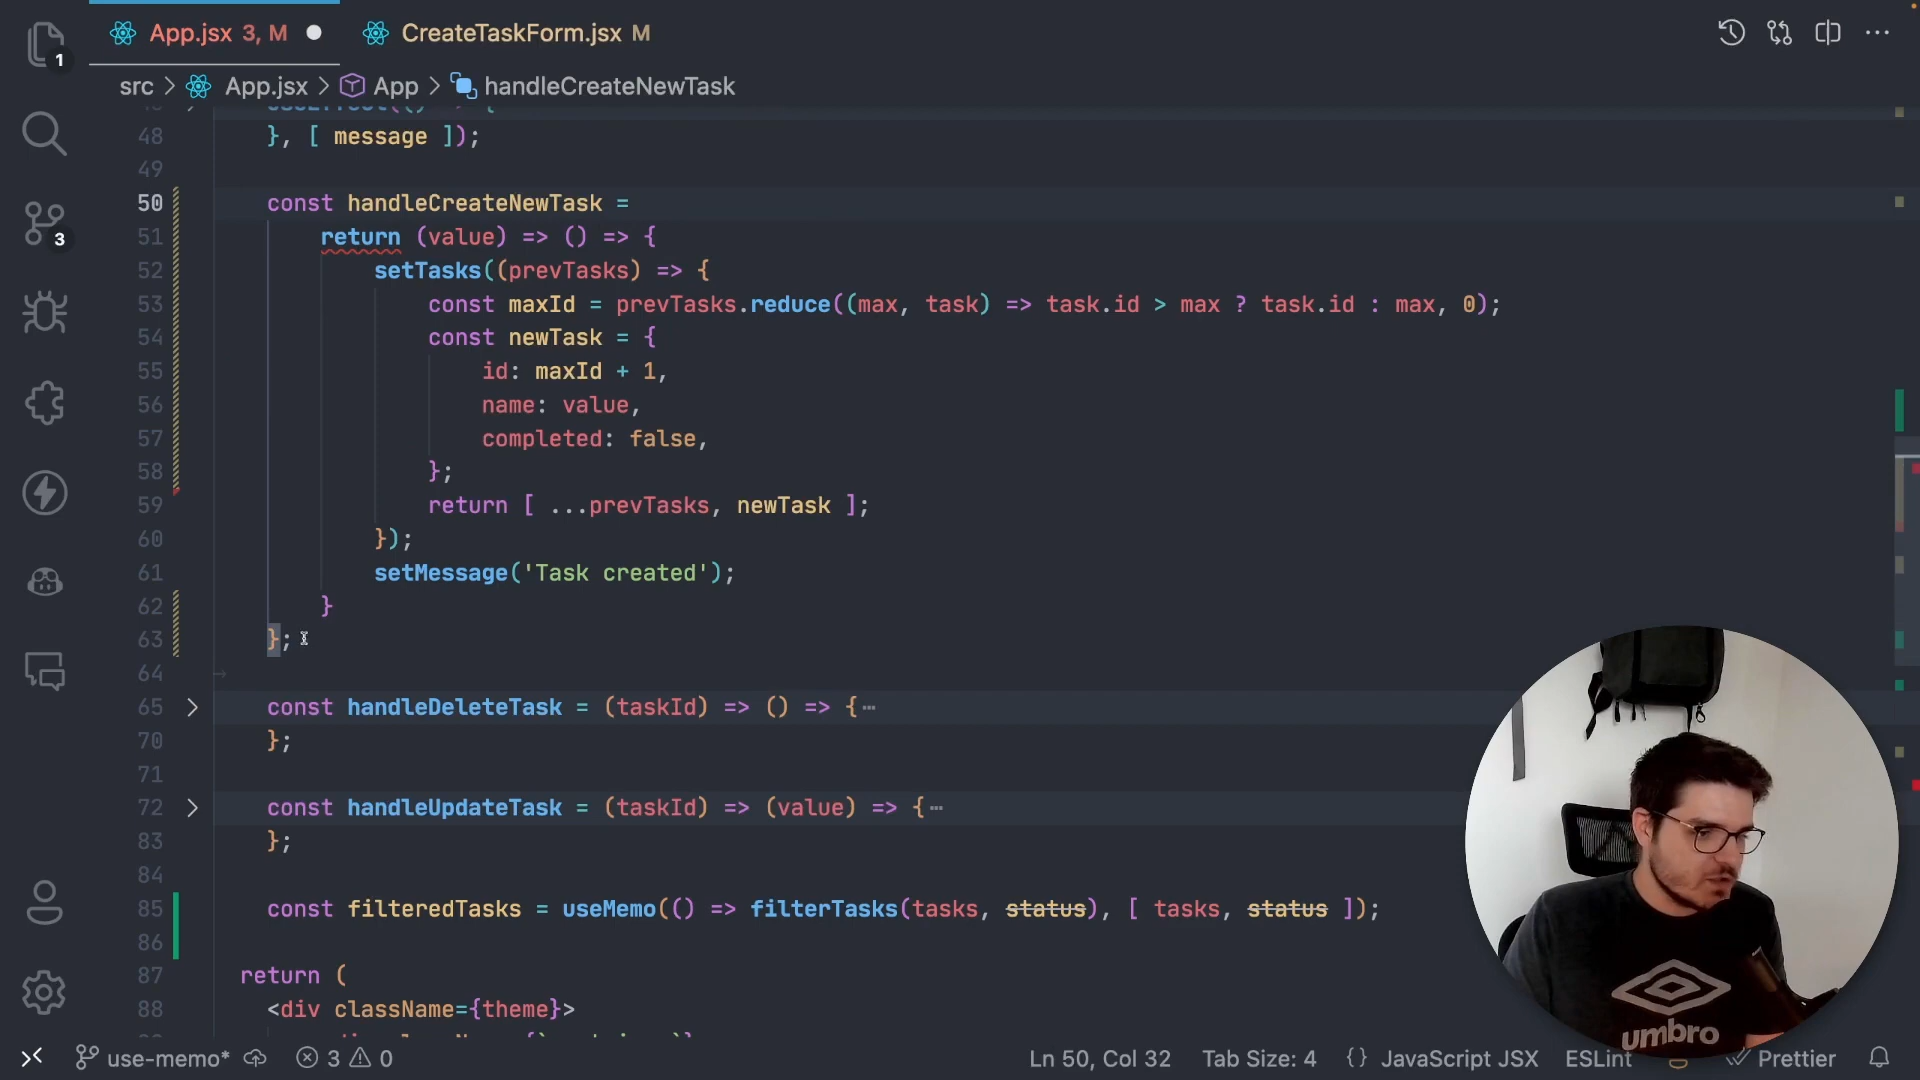 App.jsx 3, M
CreateTaskForm.jsx M
src > App.jsx > App > handleCreateNewTask
48 }, [ message ]);
49
50 const handleCreateNewTask =
51 return (value) => () => {
52 setTasks((prevTasks) => {
53 const maxId = prevTasks.reduce((max, task) => task.id > max ? task.id : max, 0);
54 const newTask = {
55 id: maxId + 1,
56 name: value,
57 completed: false,
58 };
59 return [ ...prevTasks, newTask ];
60 });
61 setMessage('Task created');
62 }
63 };
64
65 const handleDeleteTask = (taskId) => () => {⋯
70 };
71
72 const handleUpdateTask = (taskId) => (value) => {⋯
83 };
84
85 const filteredTasks = useMemo(() => filterTasks(tasks, status), [ tasks, status ]);
86
87 return (
88 <div className={theme}>
1
3
umbro
use-memo* 3 0 Ln 50, Col 32 Tab Size: 4 {} JavaScript JSX ESLint Prettier